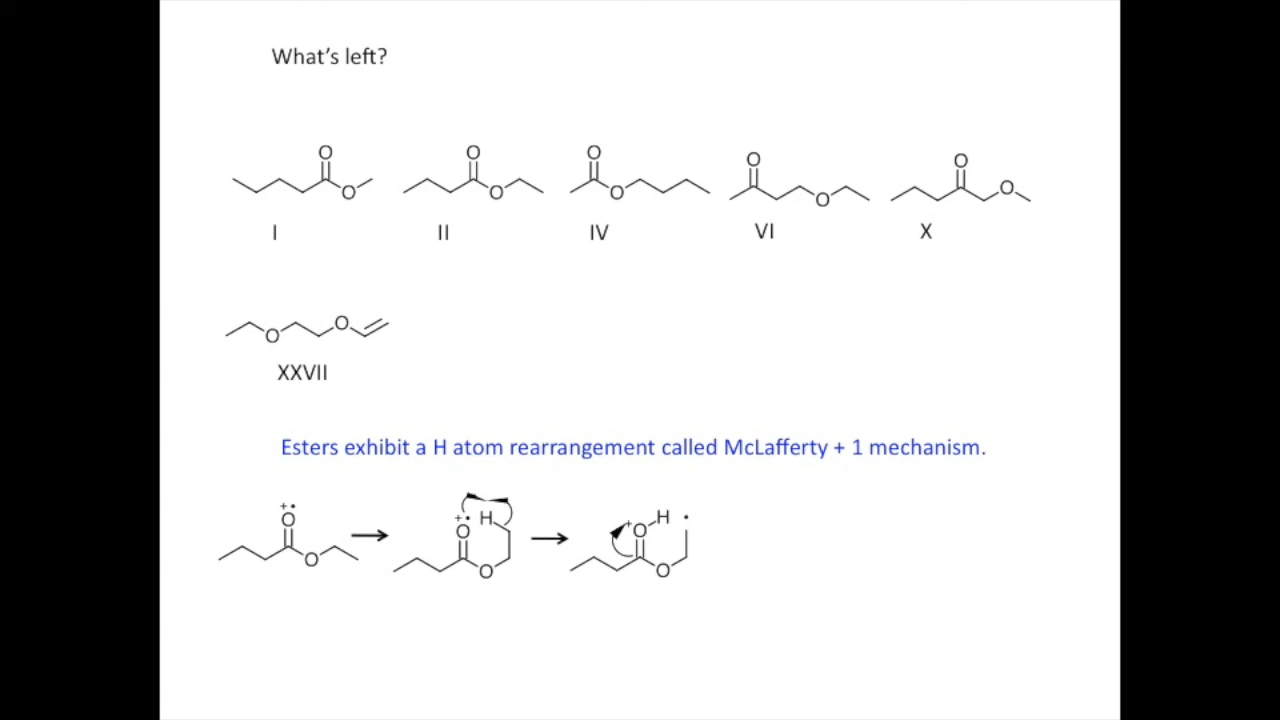 What's left?
O O O O O
O O O O O
I II IV VI X
O O
XXVII
Esters exhibit a H atom rearrangement called McLafferty + 1 mechanism.
+• +• H + H •
O O O
O O O